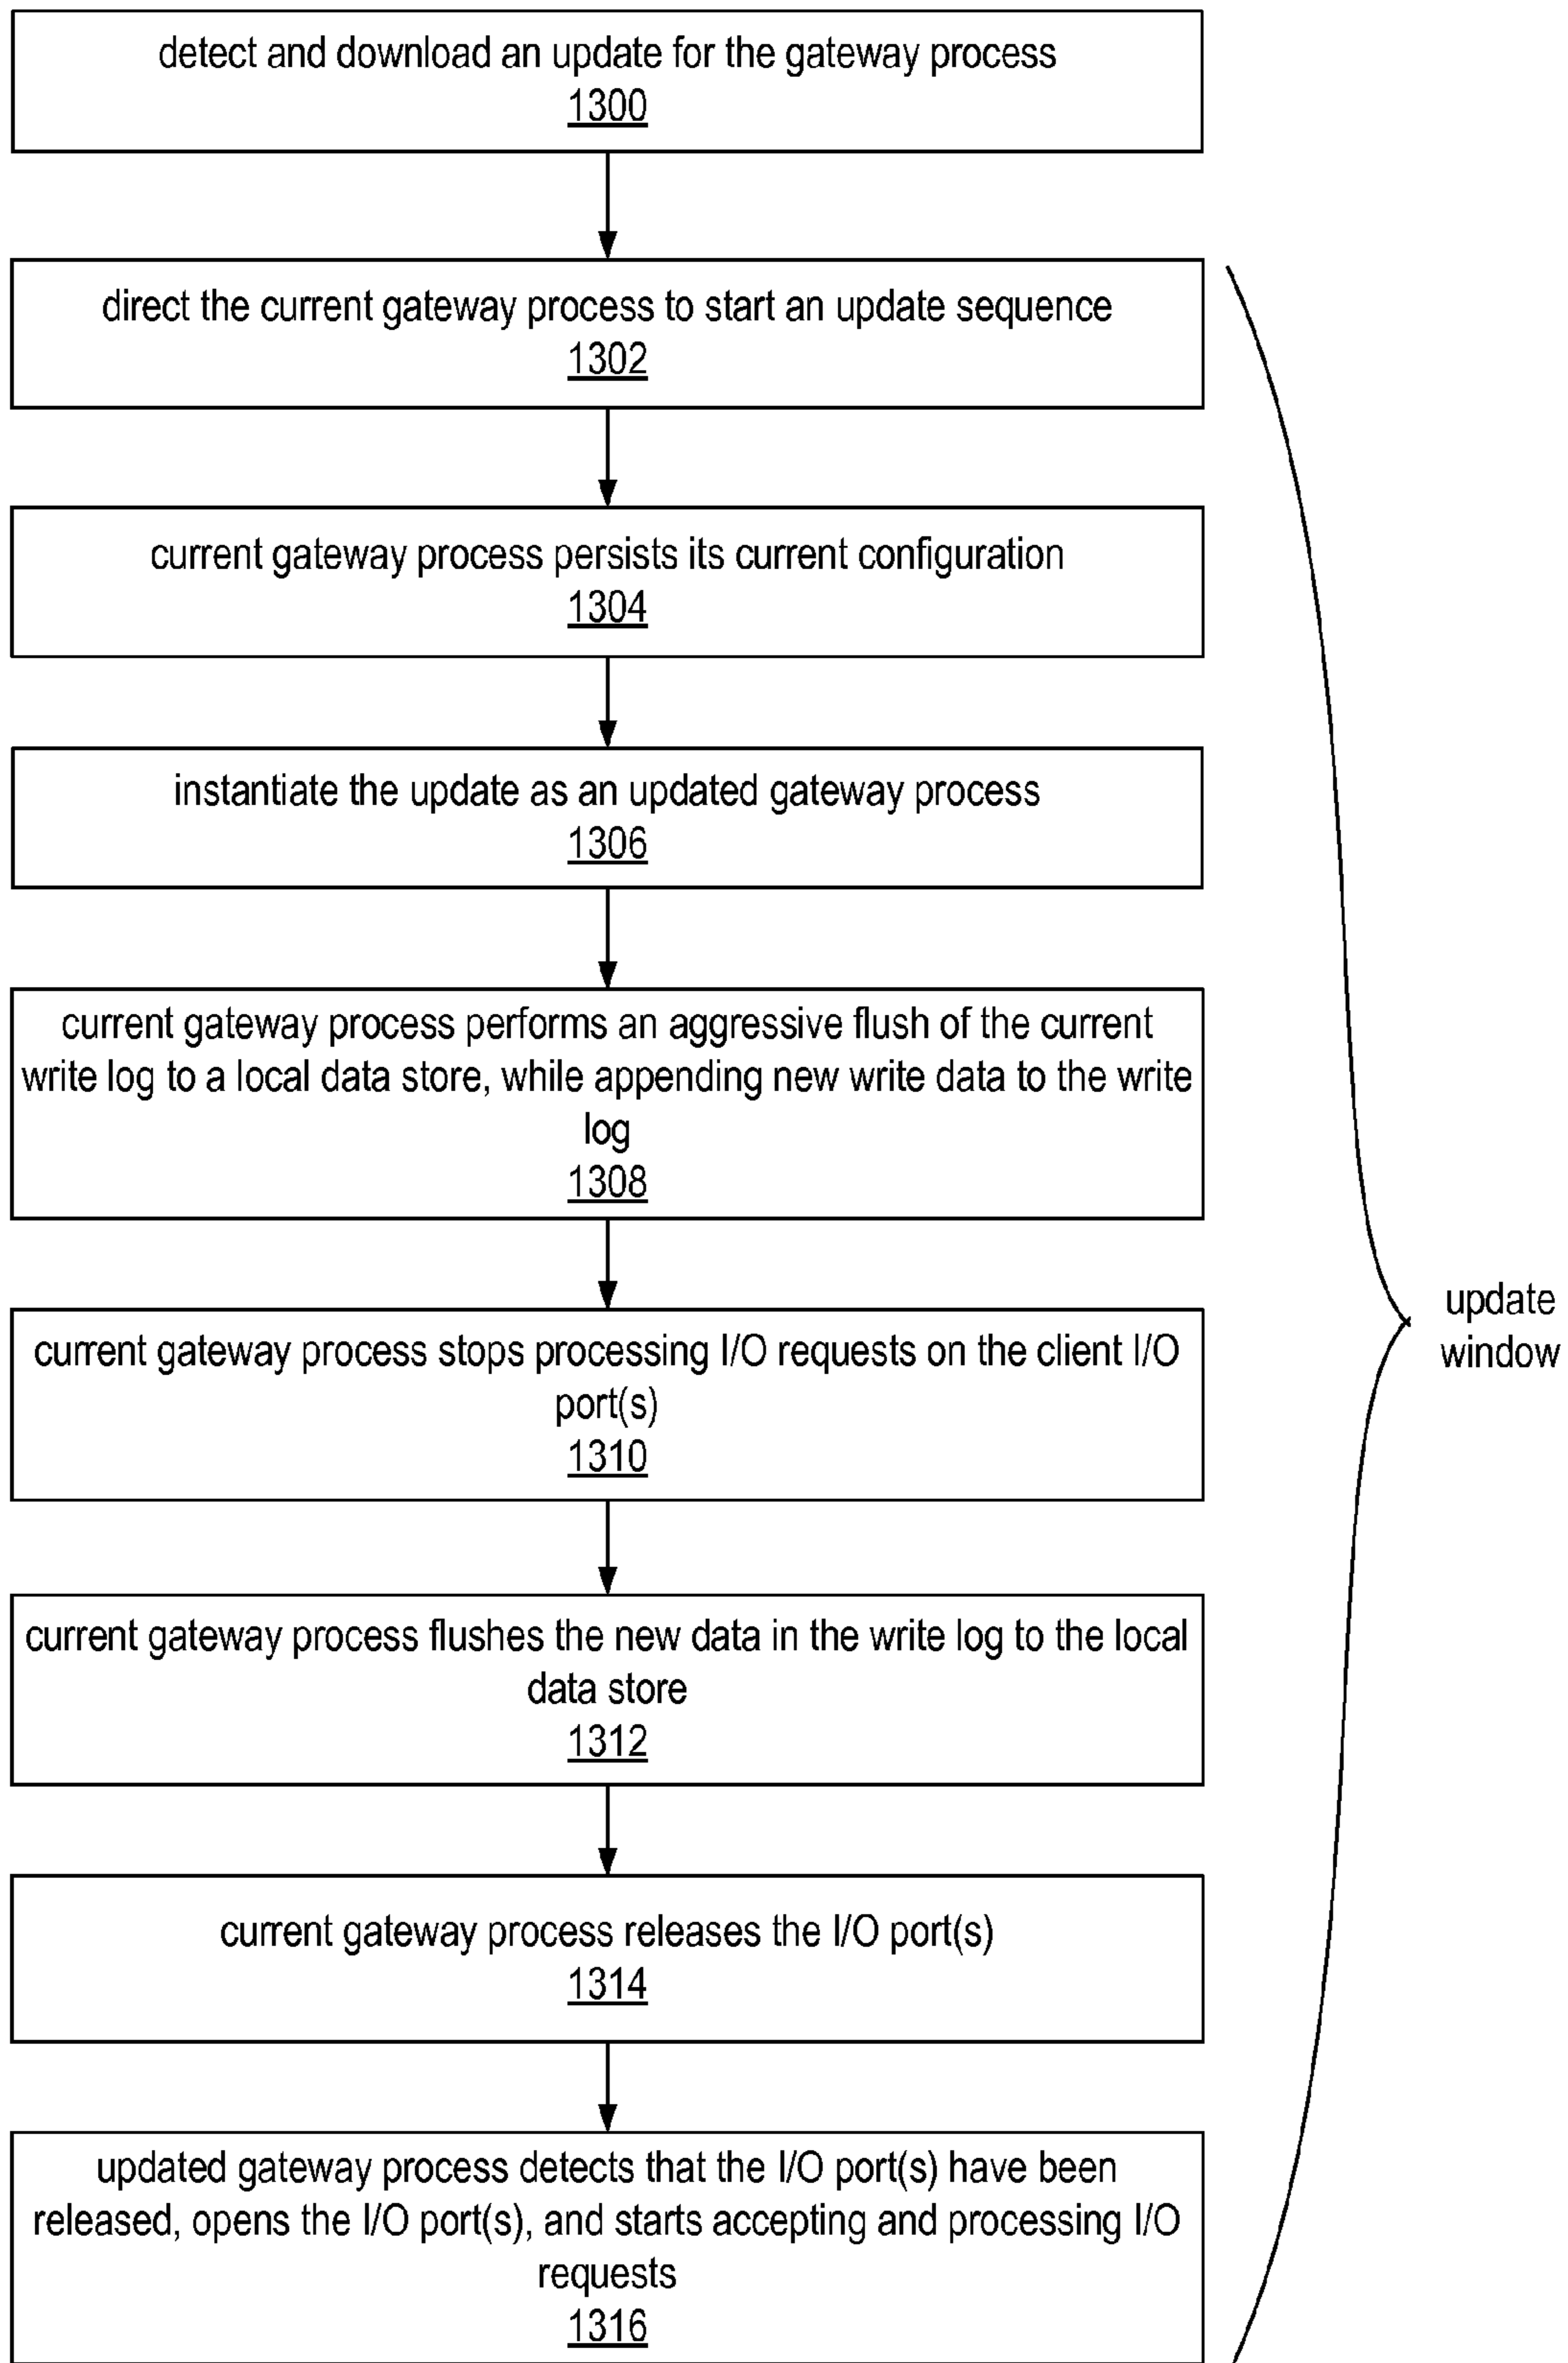 detect and download an update for the gateway process
1300
direct the current gateway process to start an update sequence
1302
current gateway process persists its current configuration
1304
instantiate the update as an updated gateway process
1306
current gateway process performs an aggressive flush of the current
write log to a local data store, while appending new write data to the write
log
1308
current gateway process stops processing I/O requests on the client I/O
port(s)
1310
current gateway process flushes the new data in the write log to the local
data store
1312
current gateway process releases the I/O port(s)
1314
updated gateway process detects that the I/O port(s) have been
released, opens the I/O port(s), and starts accepting and processing I/O
requests
1316
update
window